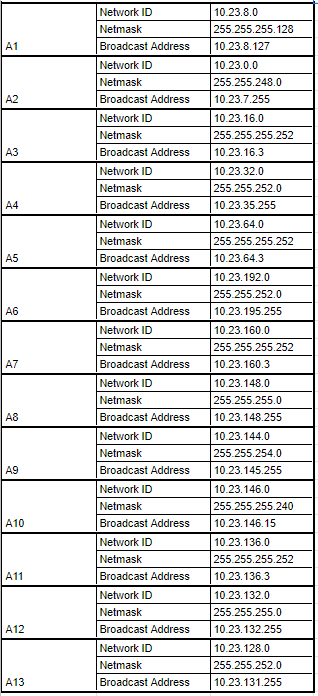 Network ID 10.23.8.0
Netmask 255.255.255.128
A1 Broadcast Address 10.23.8.127
Network ID 10.23.0.0
Netmask 255.255.248.0
A2 Broadcast Address 10.23.7.255
Network ID 10.23.16.0
Netmask 255.255.255.252
A3 Broadcast Address 10.23.16.3
Network ID 10.23.32.0
Netmask 255.255.252.0
A4 Broadcast Address 10.23.35.255
Network ID 10.23.64.0
Netmask 255.255.255.252
A5 Broadcast Address 10.23.64.3
Network ID 10.23.192.0
Netmask 255.255.252.0
A6 Broadcast Address 10.23.195.255
Network ID 10.23.160.0
Netmask 255.255.255.252
A7 Broadcast Address 10.23.160.3
Network ID 10.23.148.0
Netmask 255.255.255.0
A8 Broadcast Address 10.23.148.255
Network ID 10.23.144.0
Netmask 255.255.254.0
A9 Broadcast Address 10.23.145.255
Network ID 10.23.146.0
Netmask 255.255.255.240
A10 Broadcast Address 10.23.146.15
Network ID 10.23.136.0
Netmask 255.255.255.252
A11 Broadcast Address 10.23.136.3
Network ID 10.23.132.0
Netmask 255.255.255.0
A12 Broadcast Address 10.23.132.255
Network ID 10.23.128.0
Netmask 255.255.252.0
A13 Broadcast Address 10.23.131.255